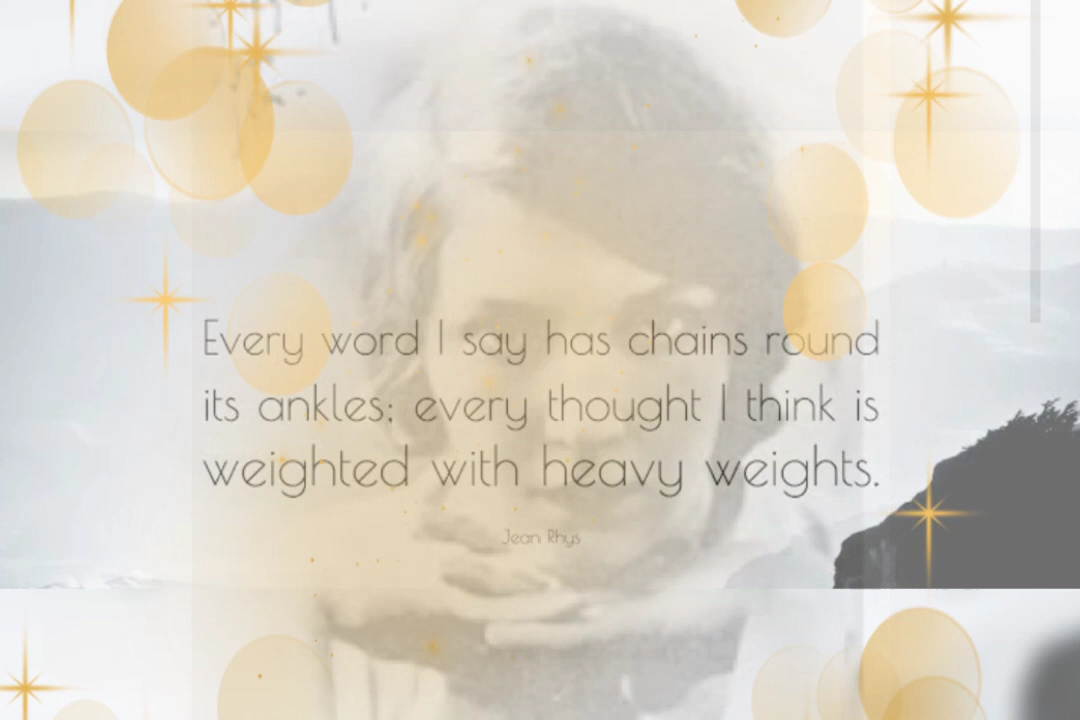 Every word I say has chains round
its ankles; every thought I think is
weighted with heavy weights.
Jean Rhys